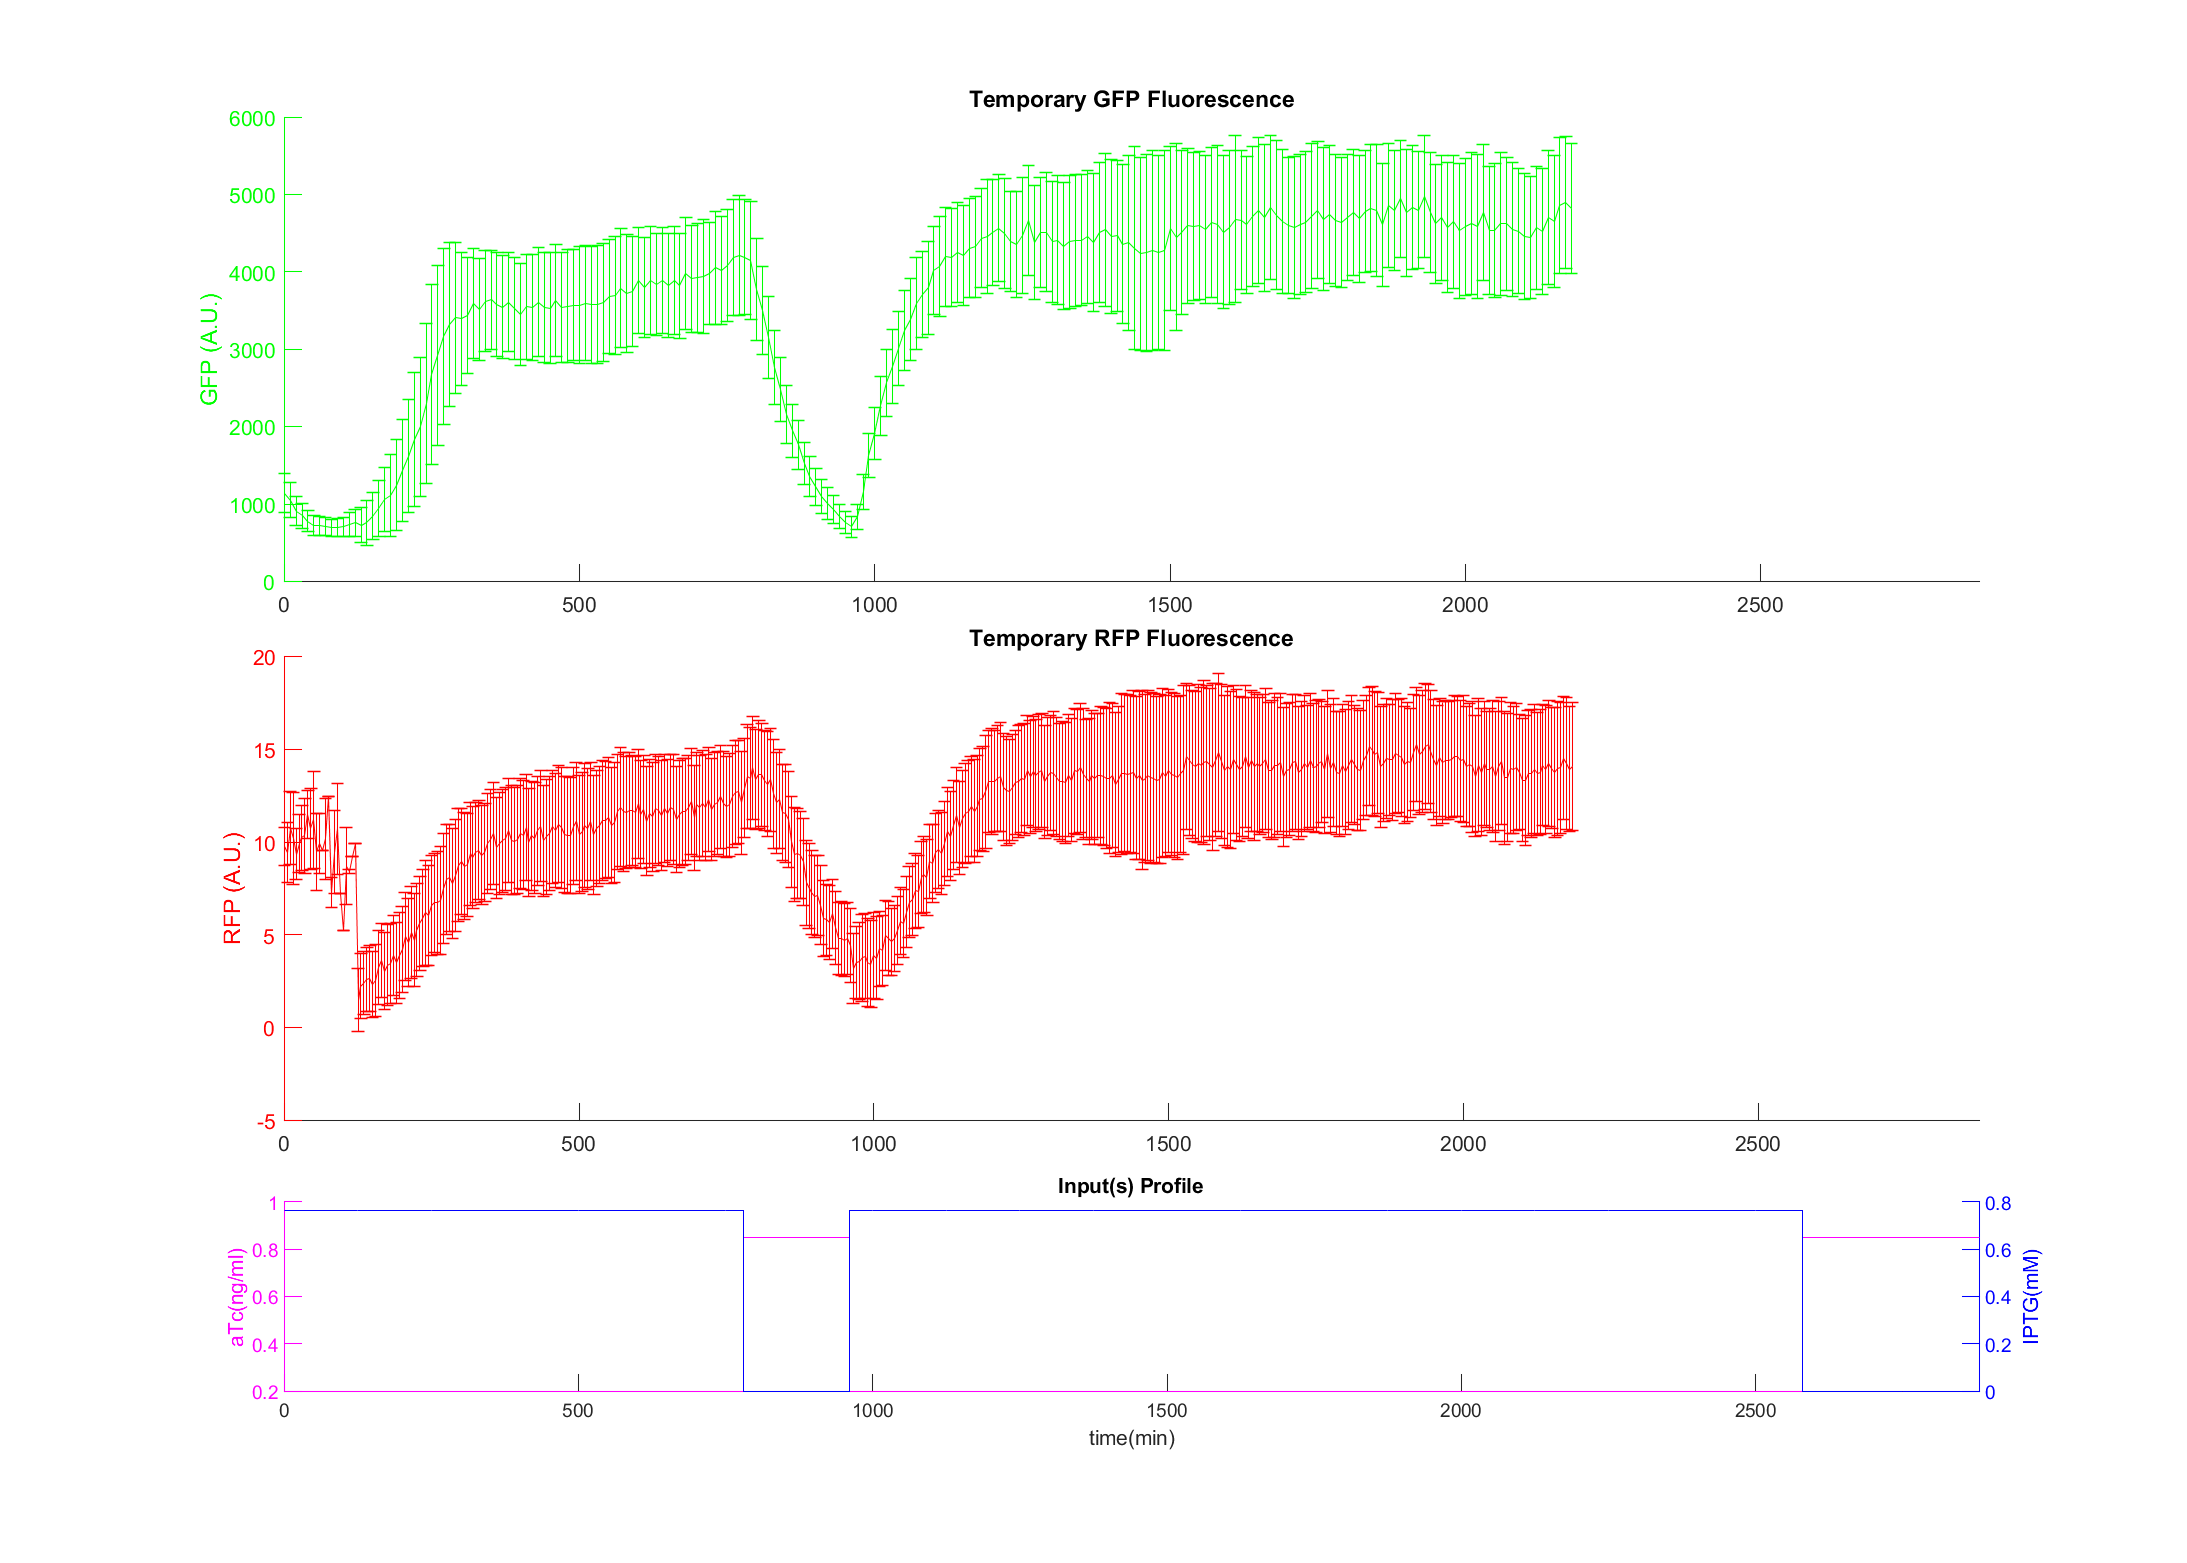 Temporary GFP Fluorescence
6000
5000
4000
3000
2000
1000
0
GFP (A.U.)
0 500 1000 1500 2000 2500
Temporary RFP Fluorescence
20
15
10
5
0
-5
RFP (A.U.)
0 500 1000 1500 2000 2500
Input(s) Profile
1
0.8
0.6
0.4
0.2
aTc(ng/ml)
0.8
0.6
0.4
0.2
0
IPTG(mM)
0 500 1000 1500 2000 2500
time(min)